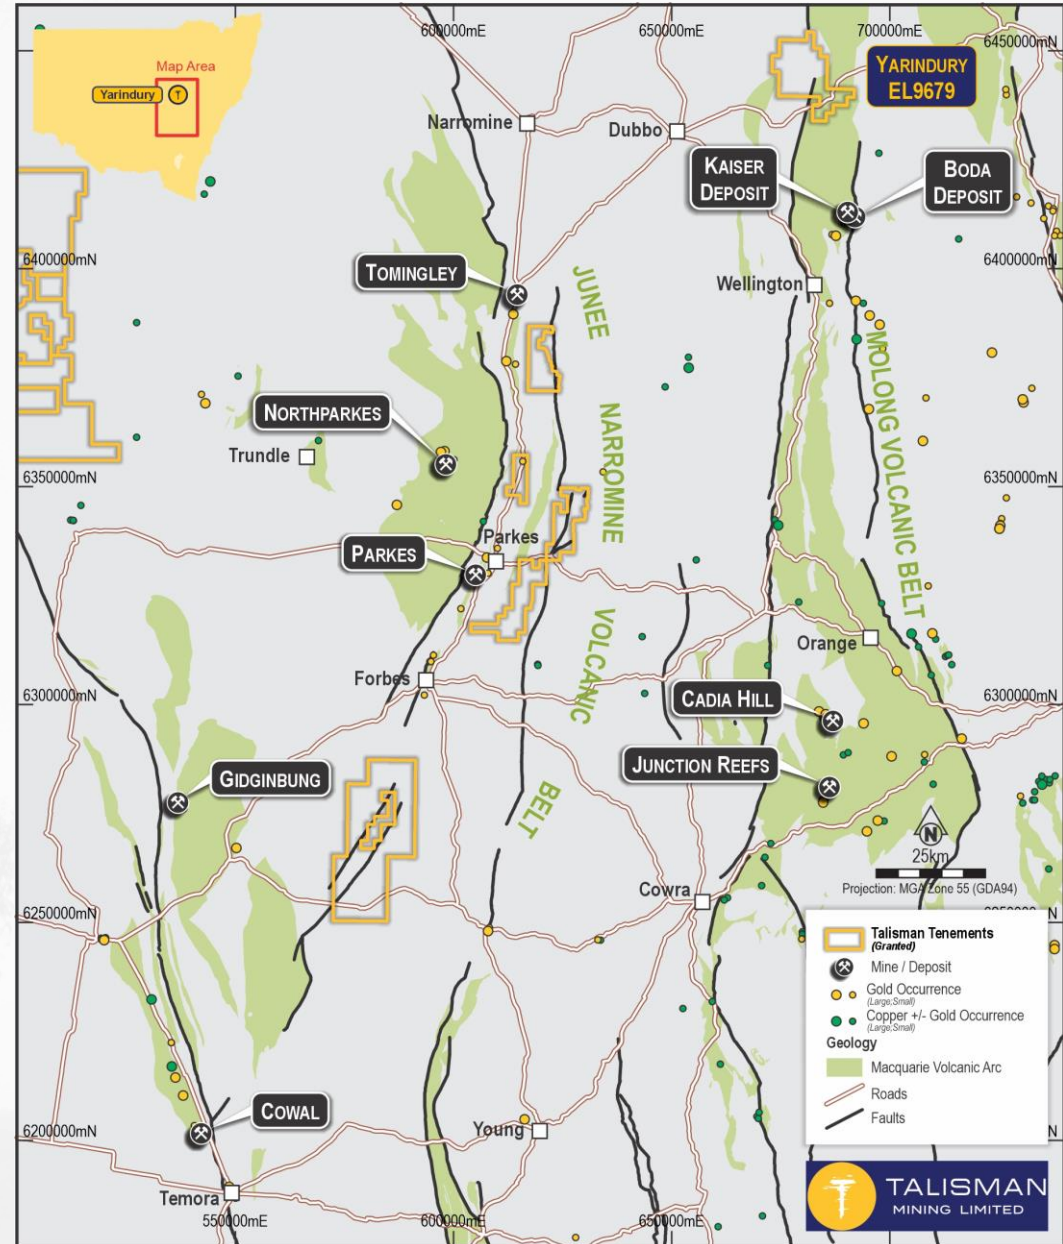 600000mE
650000mE
700000mE
6450000mN
Map Area
Yarindury
YARINDURY
EL9679
Narromine
Dubbo
KAISER
DEPOSIT
BODA
DEPOSIT
6400000mN
6400000mN
TOMINGLEY
JUNEE
Wellington
NORTHPARKES
NARROMINE
MOLONG VOLCANIC BELT
Trundle
6350000mN
6350000mN
Parkes
PARKES
VOLCANIC
Orange
Forbes
6300000mN
6300000mN
CADIA HILL
GIDGINBUNG
JUNCTION REEFS
BELT
N
25km
Projection: MGA Zone 55 (GDA94)
Cowra
6250000mN
Talisman Tenements
(Granted)
Mine / Deposit
Gold Occurrence
(Large;Small)
Copper +/- Gold Occurrence
(Large;Small)
Geology
Macquarie Volcanic Arc
Roads
Faults
COWAL
6200000mN
Young
Temora
550000mE
600000mE
650000mE
TALISMAN
MINING LIMITED